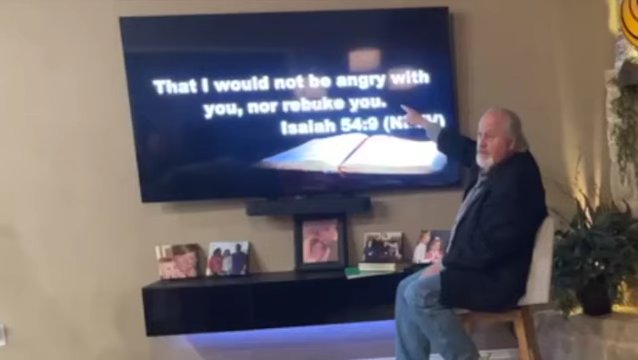 That I would not be angry with
you, nor rebuke you.
Isaiah 54:9